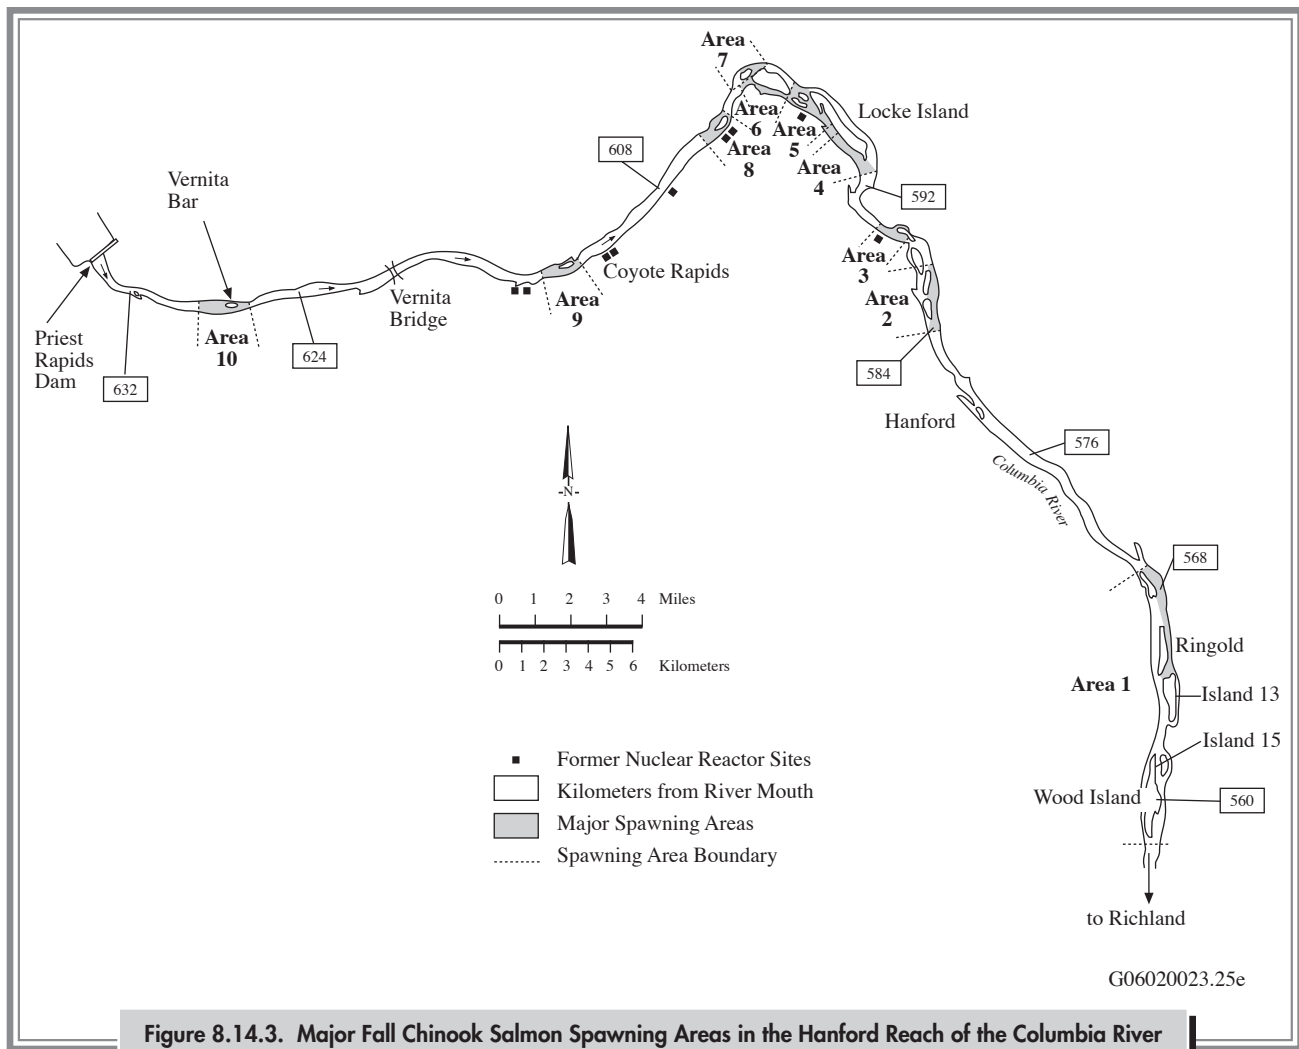 Area
7
Locke Island
Area
6
Area
5
Area
8
Area
4
608
592
Vernita
Bar
Area
3
Coyote Rapids
Area
2
Vernita
Bridge
Area
9
Priest
Rapids
Dam
Area
10
624
632
584
Hanford
576
Columbia River
-N-
568
0 1 2 3 4 Miles
0 1 2 3 4 5 6 Kilometers
Ringold
Area 1
Island 13
Island 15
Wood Island
560
Former Nuclear Reactor Sites
Kilometers from River Mouth
Major Spawning Areas
Spawning Area Boundary
to Richland
G06020023.25e
Figure 8.14.3. Major Fall Chinook Salmon Spawning Areas in the Hanford Reach of the Columbia River